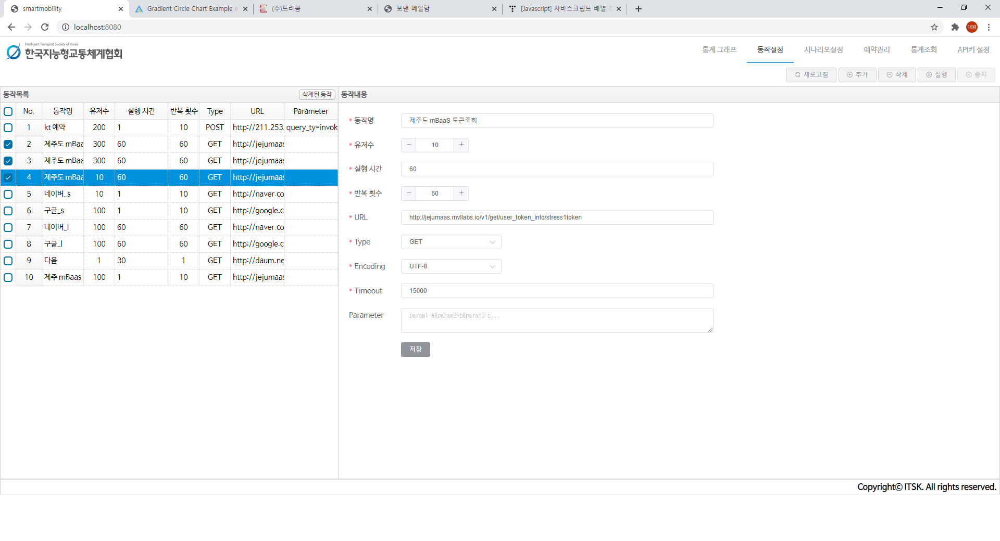 smartmobility
Gradient Circle Chart Example in
(주)트라콤
보낸 메일함
[Javascript] 자바스크립트 배열
localhost:8080
대원
Intelligent Transport Society of Korea
한국지능형교통체계협회
통계 그래프
동작설정
시나리오설정
예약관리
통계조회
API키 설정
새로고침
추가
삭제
실행
중지
동작목록
삭제된 동작
동작내용
No. 동작명 유저수 실행 시간 반복 횟수 Type URL Parameter
1 kt 예약 200 1 10 POST http://211.253. query_ty=invok
2 제주도 mBaa 300 60 60 GET http://jejumaas
3 제주도 mBaa 300 60 60 GET http://jejumaas
4 제주도 mBaa 10 60 60 GET http://jejumaas
5 네이버_s 10 1 10 GET http://naver.co
6 구글_s 100 1 10 GET http://google.c
7 네이버_l 100 60 60 GET http://naver.co
8 구글_l 100 60 60 GET http://google.c
9 다음 1 30 1 GET http://daum.ne
10 제주 mBaas 100 1 10 GET http://jejumaas
* 동작명 제주도 mBaaS 토큰조회
* 유저수 − 10 +
* 실행 시간 60
* 반복 횟수 − 60 +
* URL http://jejumaas.mvllabs.io/v1/get/user_token_info/stress1token
* Type GET
* Encoding UTF-8
* Timeout 15000
Parameter param1=a&param2=b&param3=c...
저장
Copyrightⓒ ITSK. All rights reserved.